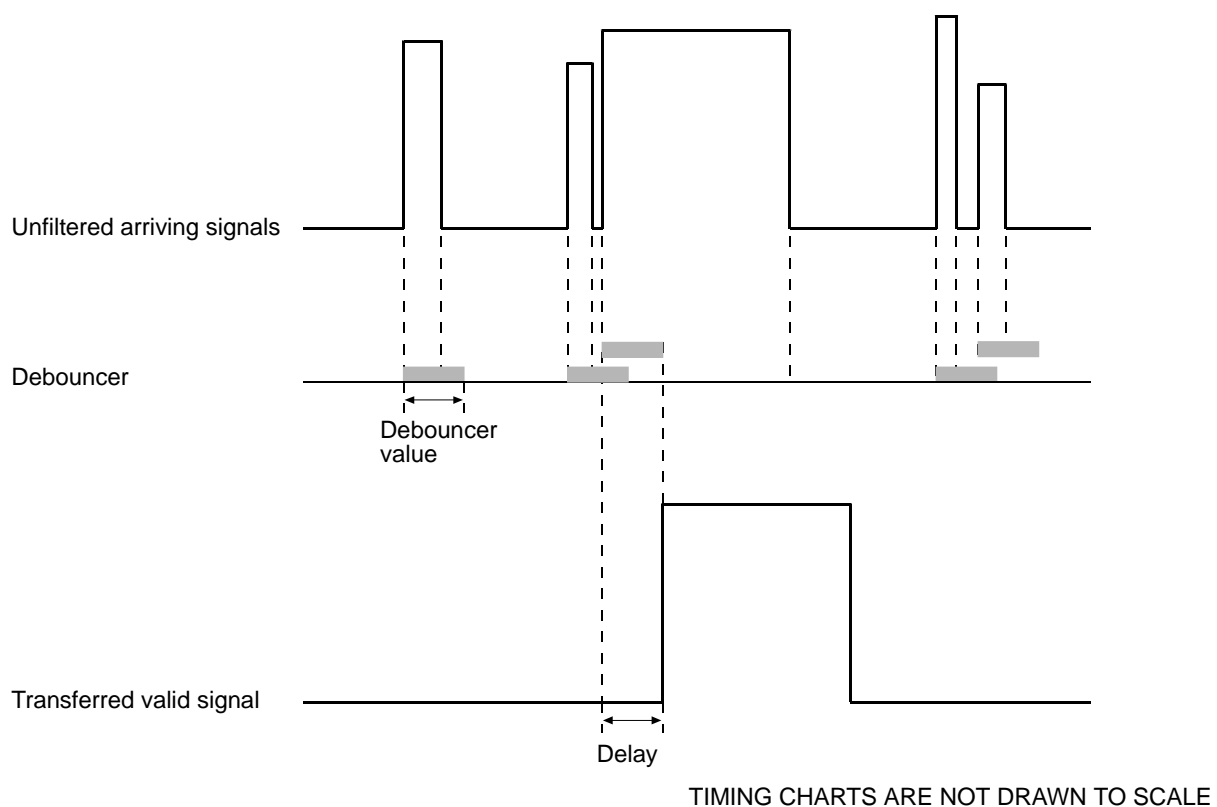 Unfiltered arriving signals
Debouncer
Debouncer
value
Transferred valid signal
Delay
TIMING CHARTS ARE NOT DRAWN TO SCALE